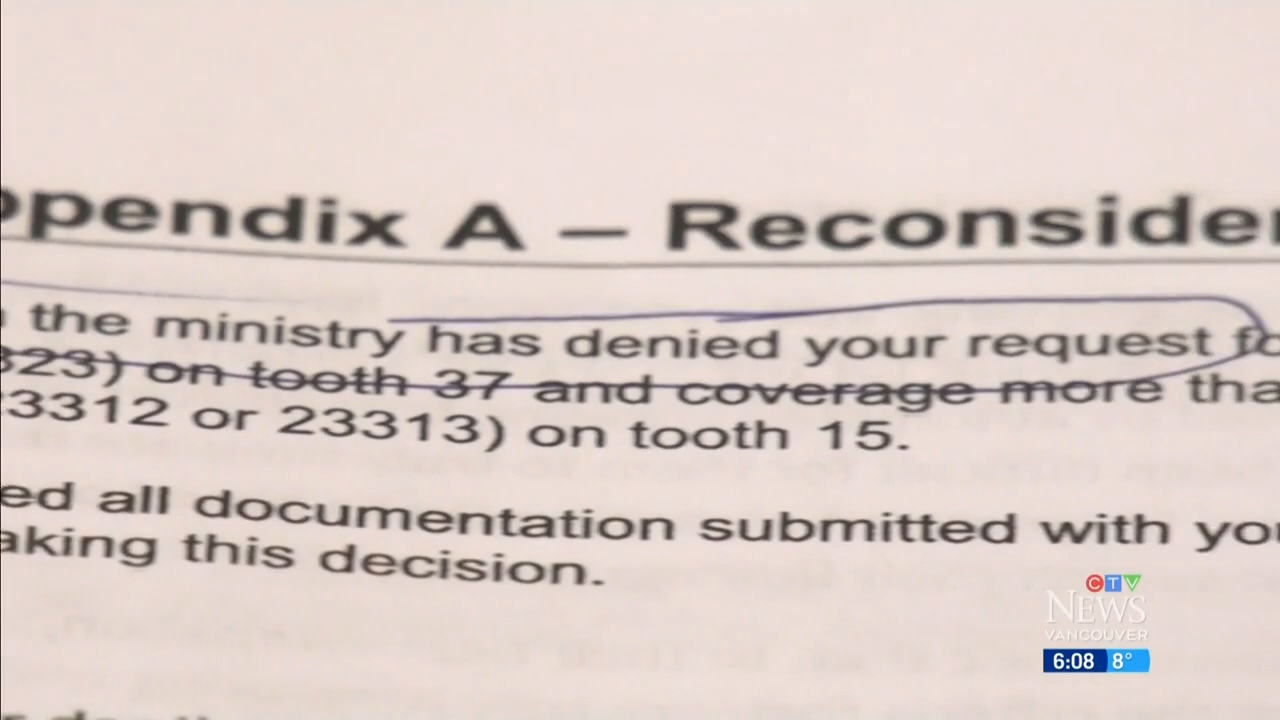 ppendix A – Reconsider
the ministry has denied your request fo
323) on tooth 37 and coverage more tha
23312 or 23313) on tooth 15.
ed all documentation submitted with yo
aking this decision.
CTV
NEWS
VANCOUVER
6:08 8°